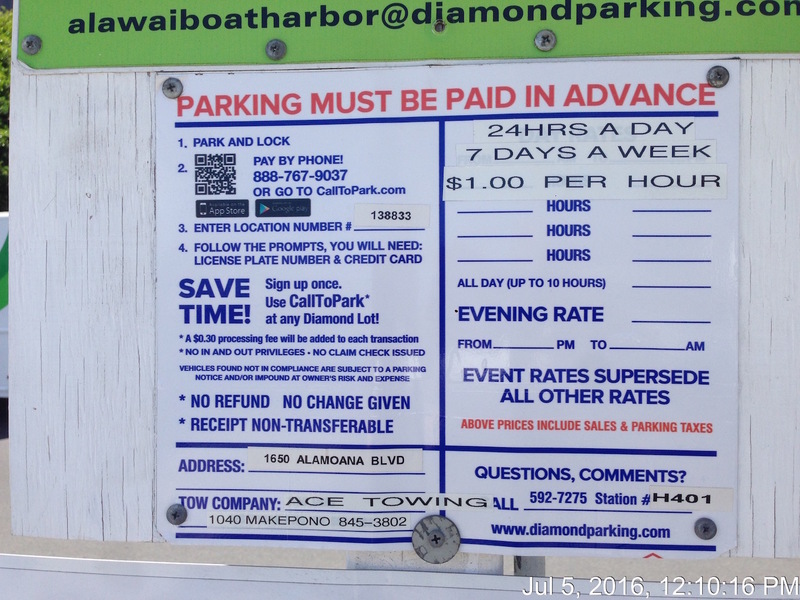 alawaiboatharbor@diamondparking.com
PARKING MUST BE PAID IN ADVANCE
1. PARK AND LOCK
2. PAY BY PHONE!
888-767-9037
OR GO TO CallToPark.com
Available on the App Store
Google play
3. ENTER LOCATION NUMBER # 138833
4. FOLLOW THE PROMPTS, YOU WILL NEED:
LICENSE PLATE NUMBER & CREDIT CARD
SAVE TIME!
Sign up once.
Use CallToPark*
at any Diamond Lot!
* A $0.30 processing fee will be added to each transaction
* NO IN AND OUT PRIVILEGES • NO CLAIM CHECK ISSUED
VEHICLES FOUND NOT IN COMPLIANCE ARE SUBJECT TO A PARKING
NOTICE AND/OR IMPOUND AT OWNER'S RISK AND EXPENSE
* NO REFUND NO CHANGE GIVEN
* RECEIPT NON-TRANSFERABLE
ADDRESS: 1650 ALAMOANA BLVD
TOW COMPANY: ACE TOWING
1040 MAKEPONO 845-3802
24HRS A DAY
7 DAYS A WEEK
$1.00 PER HOUR
HOURS
HOURS
HOURS
ALL DAY (UP TO 10 HOURS)
EVENING RATE
FROM PM TO AM
EVENT RATES SUPERSEDE
ALL OTHER RATES
ABOVE PRICES INCLUDE SALES & PARKING TAXES
QUESTIONS, COMMENTS?
ALL 592-7275 Station # H401
www.diamondparking.com
Jul 5, 2016, 12:10:16 PM